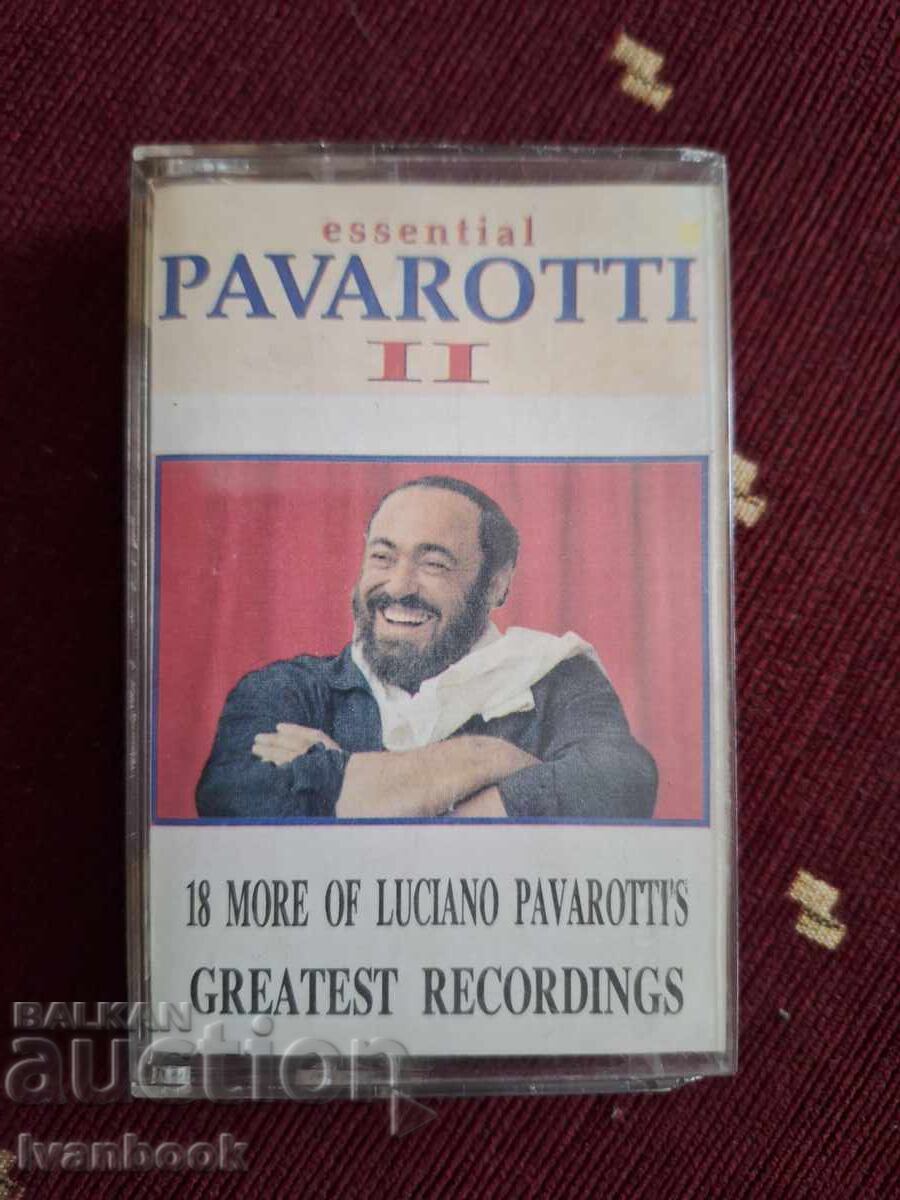 essential
PAVAROTTI
II
18 MORE OF LUCIANO PAVAROTTI'S
GREATEST RECORDINGS
BALKAN
auction
Ivanbook